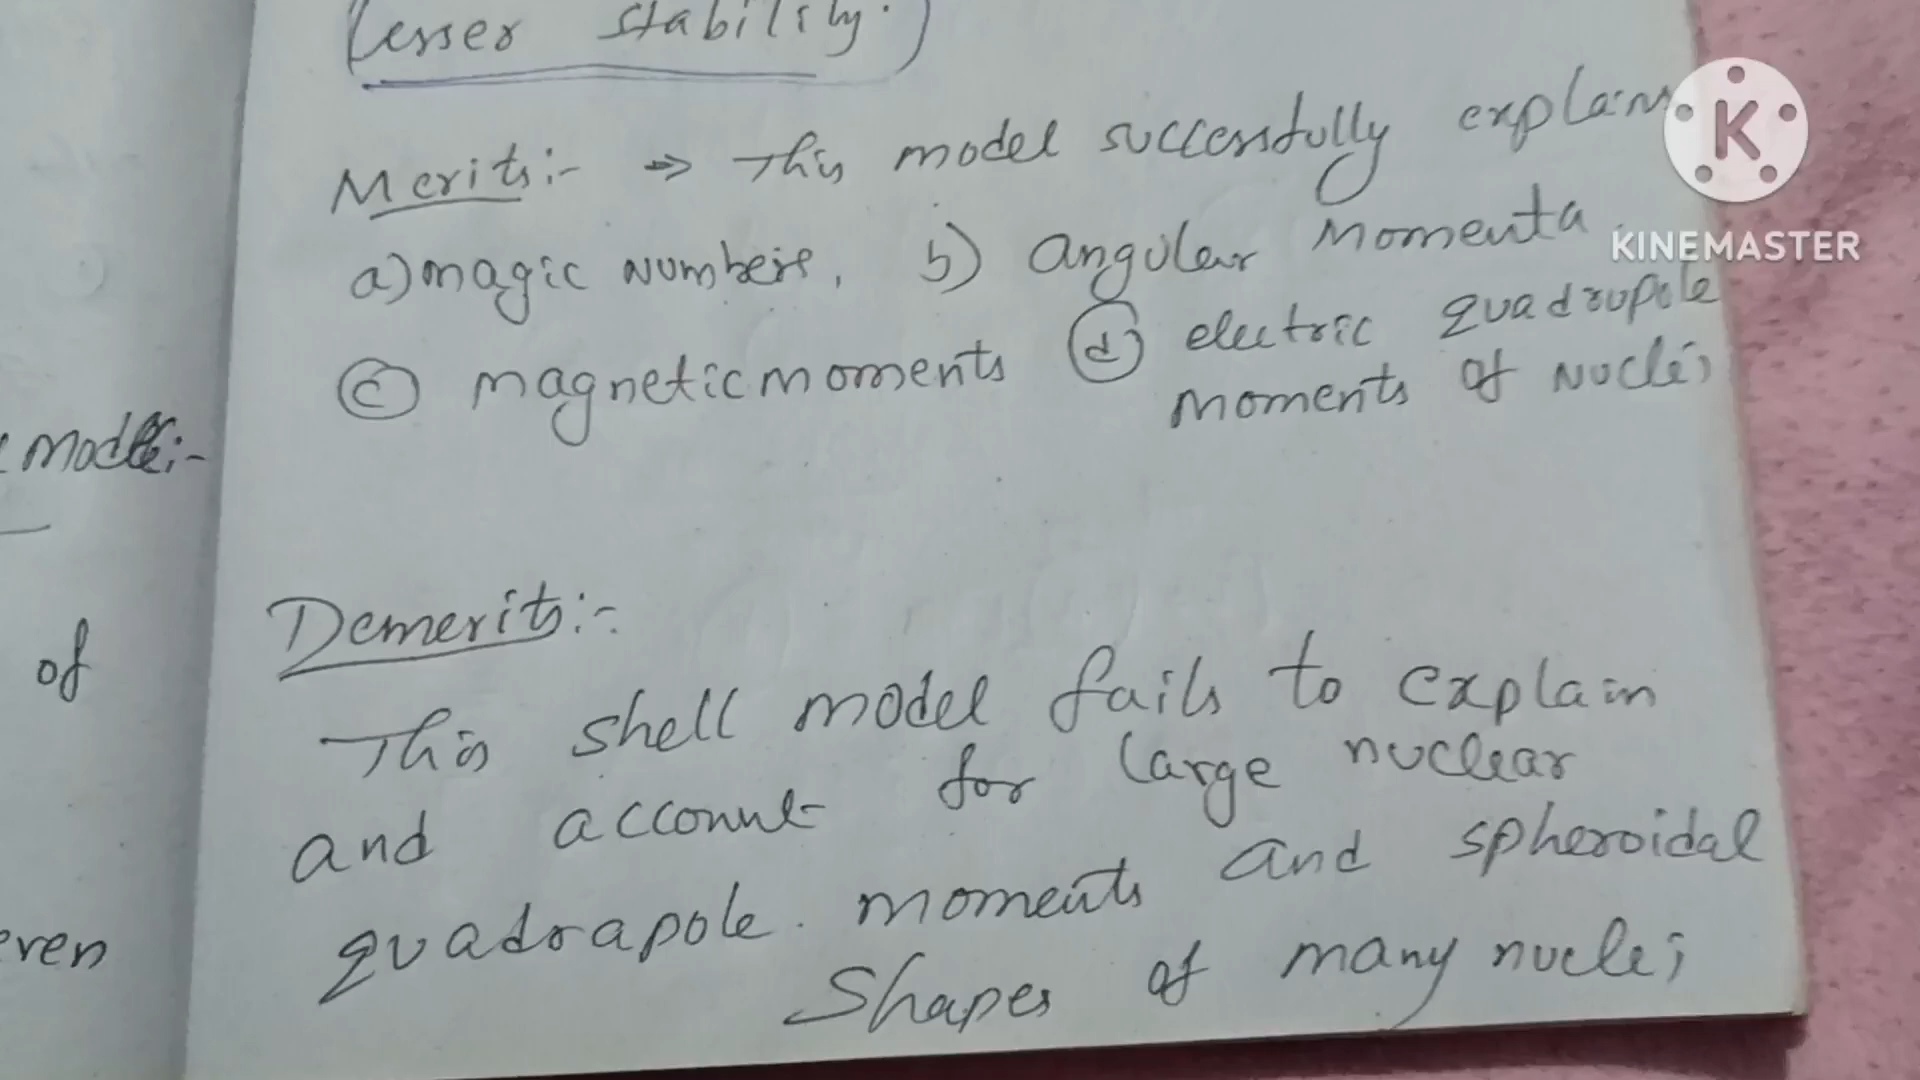 lesser stability.)
Merits:- ⇒ This model successfully explains
a) magic numbers, b) angular momenta
c) magnetic moments d) electric quadrupole
moments of nuclei
Demerits:-
This shell model fails to explain
and account for large nuclear
quadrapole. moments and spheroidal
shapes of many nuclei
model:-
of
even
K
KINEMASTER